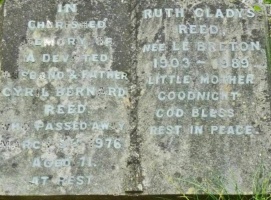 IN
CHERISHED
MEMORY OF
A DEVOTED
HUSBAND & FATHER
CYRIL BERNARD
REED
PASSED AWAY
1976
AGED 71.
AT REST
RUTH GLADYS
REED
NEE LE BRETON
1903 - 1989
LITTLE MOTHER
GOODNIGHT
GOD BLESS
REST IN PEACE.